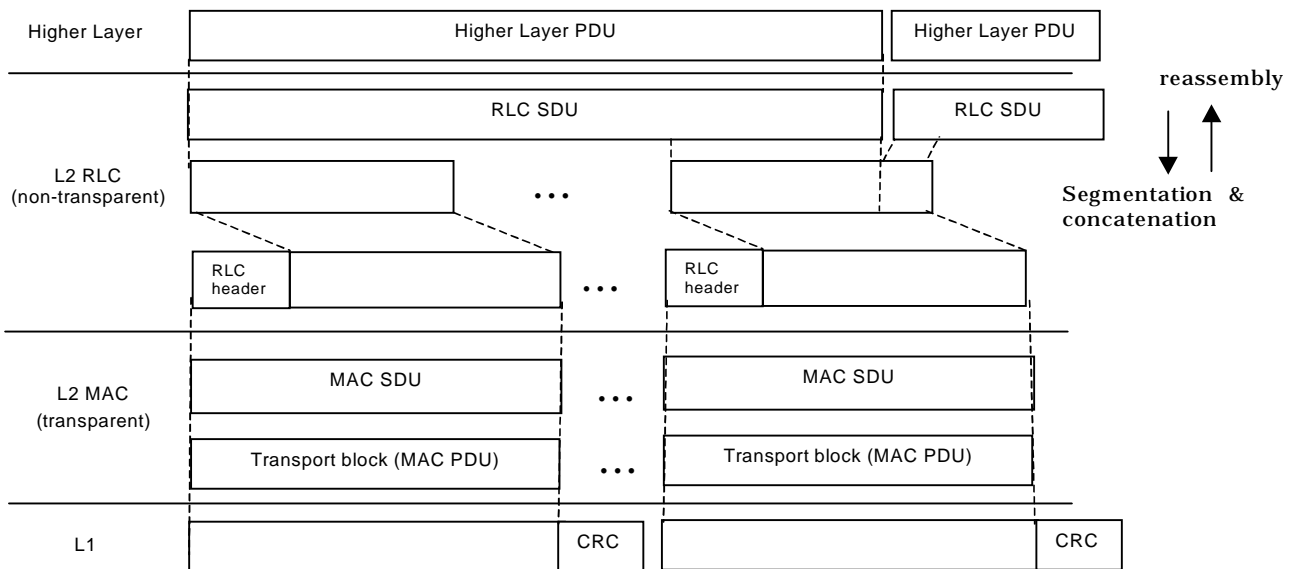 Higher Layer
Higher Layer PDU
Higher Layer PDU
reassembly
RLC SDU
RLC SDU
L2 RLC
(non-transparent)
...
Segmentation &
concatenation
RLC
header
...
RLC
header
L2 MAC
(transparent)
MAC SDU
...
MAC SDU
Transport block (MAC PDU)
...
Transport block (MAC PDU)
L1
CRC
CRC